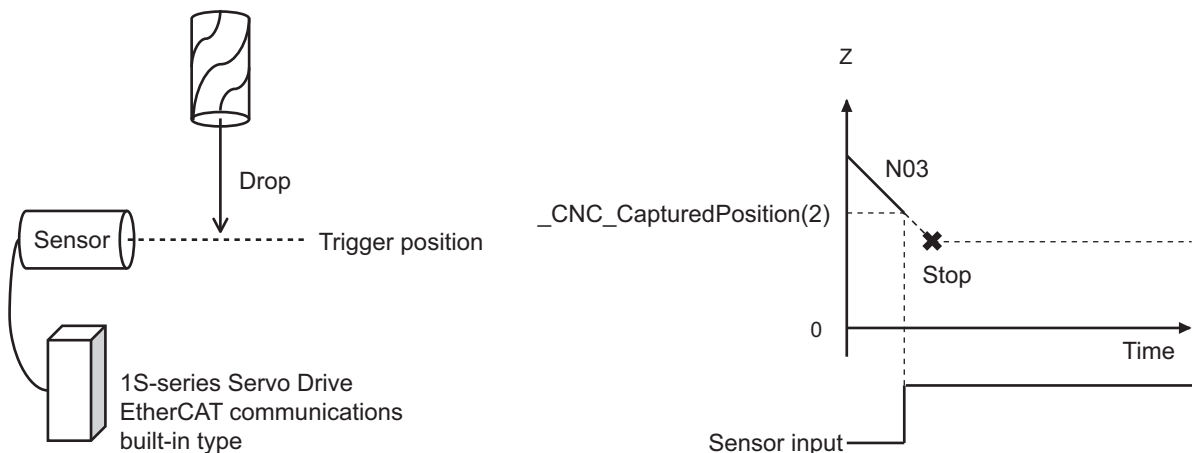 Drop
Sensor
Trigger position
1S-series Servo Drive
EtherCAT communications
built-in type
Z
N03
_CNC_CapturedPosition(2)
Stop
0
Time
Sensor input